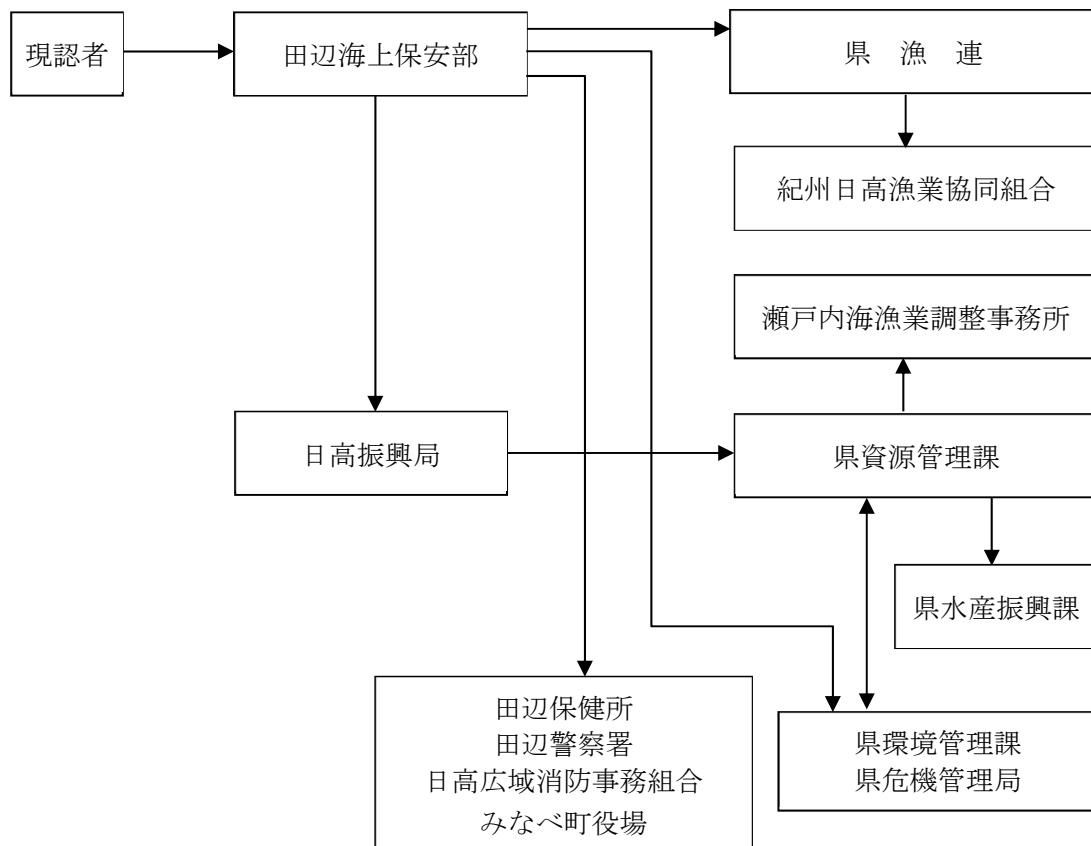 現認者
田辺海上保安部
県　漁　連
紀州日高漁業協同組合
瀬戸内海漁業調整事務所
日高振興局
県資源管理課
県水産振興課
田辺保健所
田辺警察署
日高広域消防事務組合
みなべ町役場
県環境管理課
県危機管理局